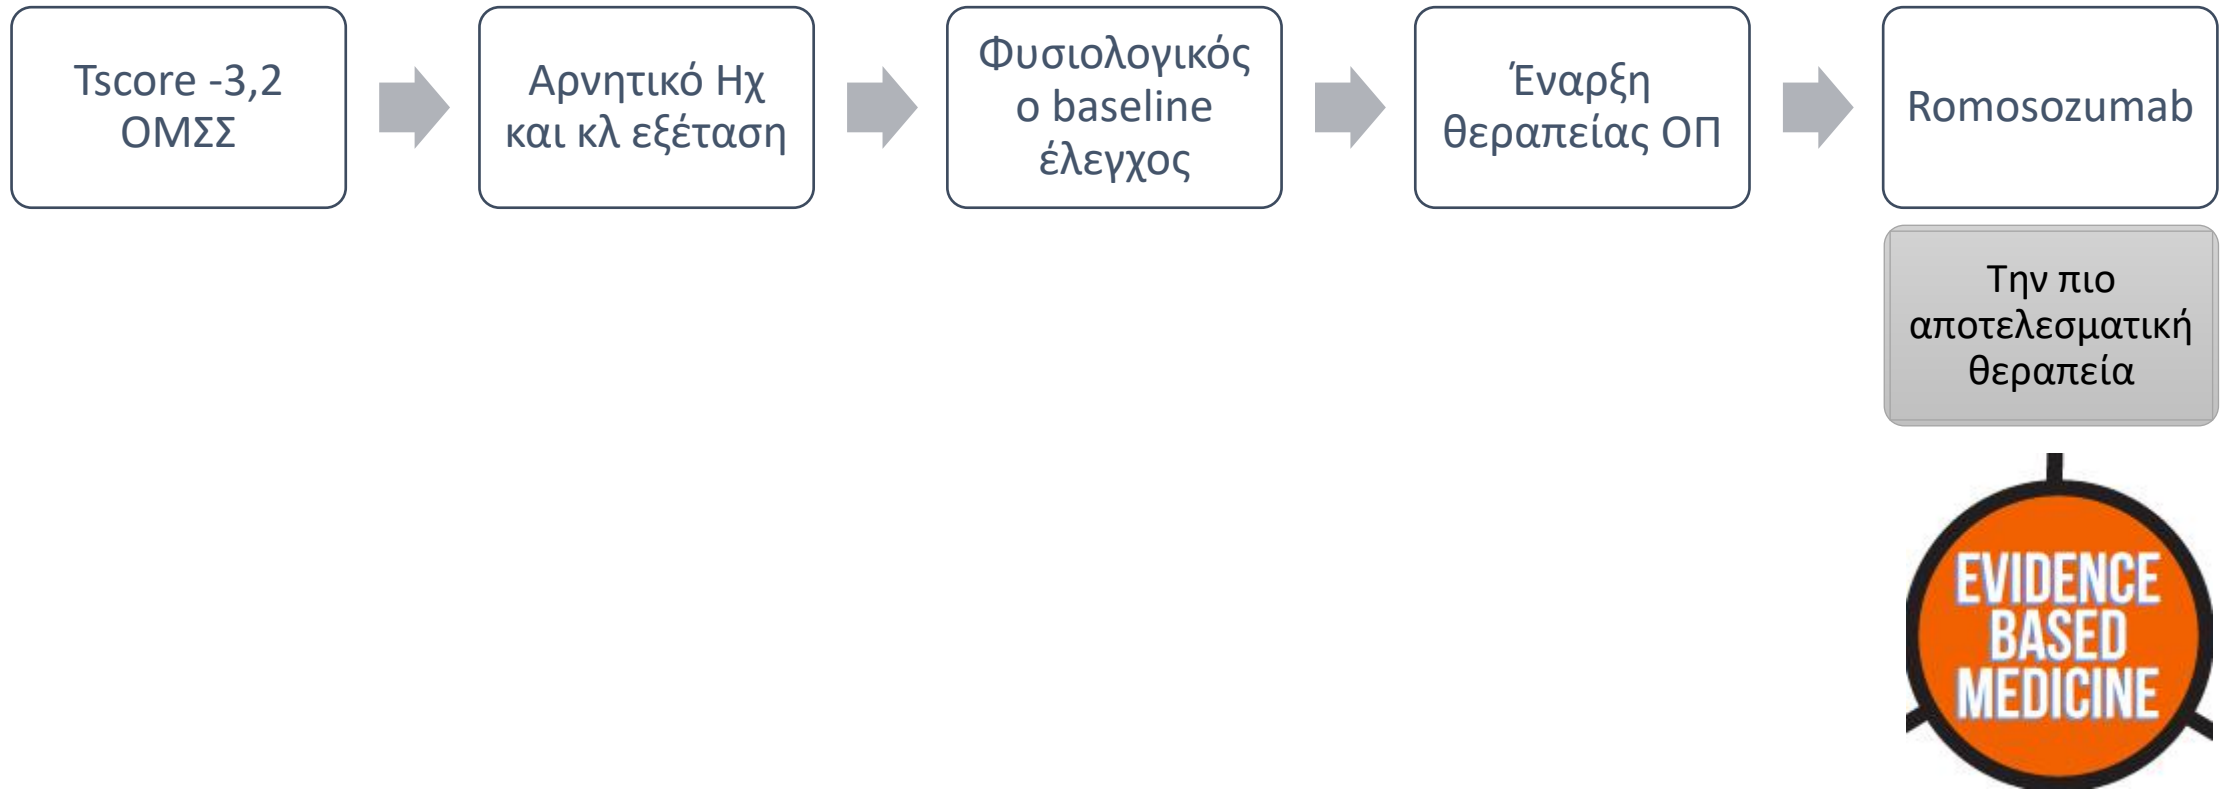 Tscore -3,2
ΟΜΣΣ
Αρνητικό Ηχ
και κλ εξέταση
Φυσιολογικός
ο baseline
έλεγχος
Έναρξη
θεραπείας ΟΠ
Romosozumab
Την πιο
αποτελεσματική
θεραπεία
EVIDENCE
BASED
MEDICINE